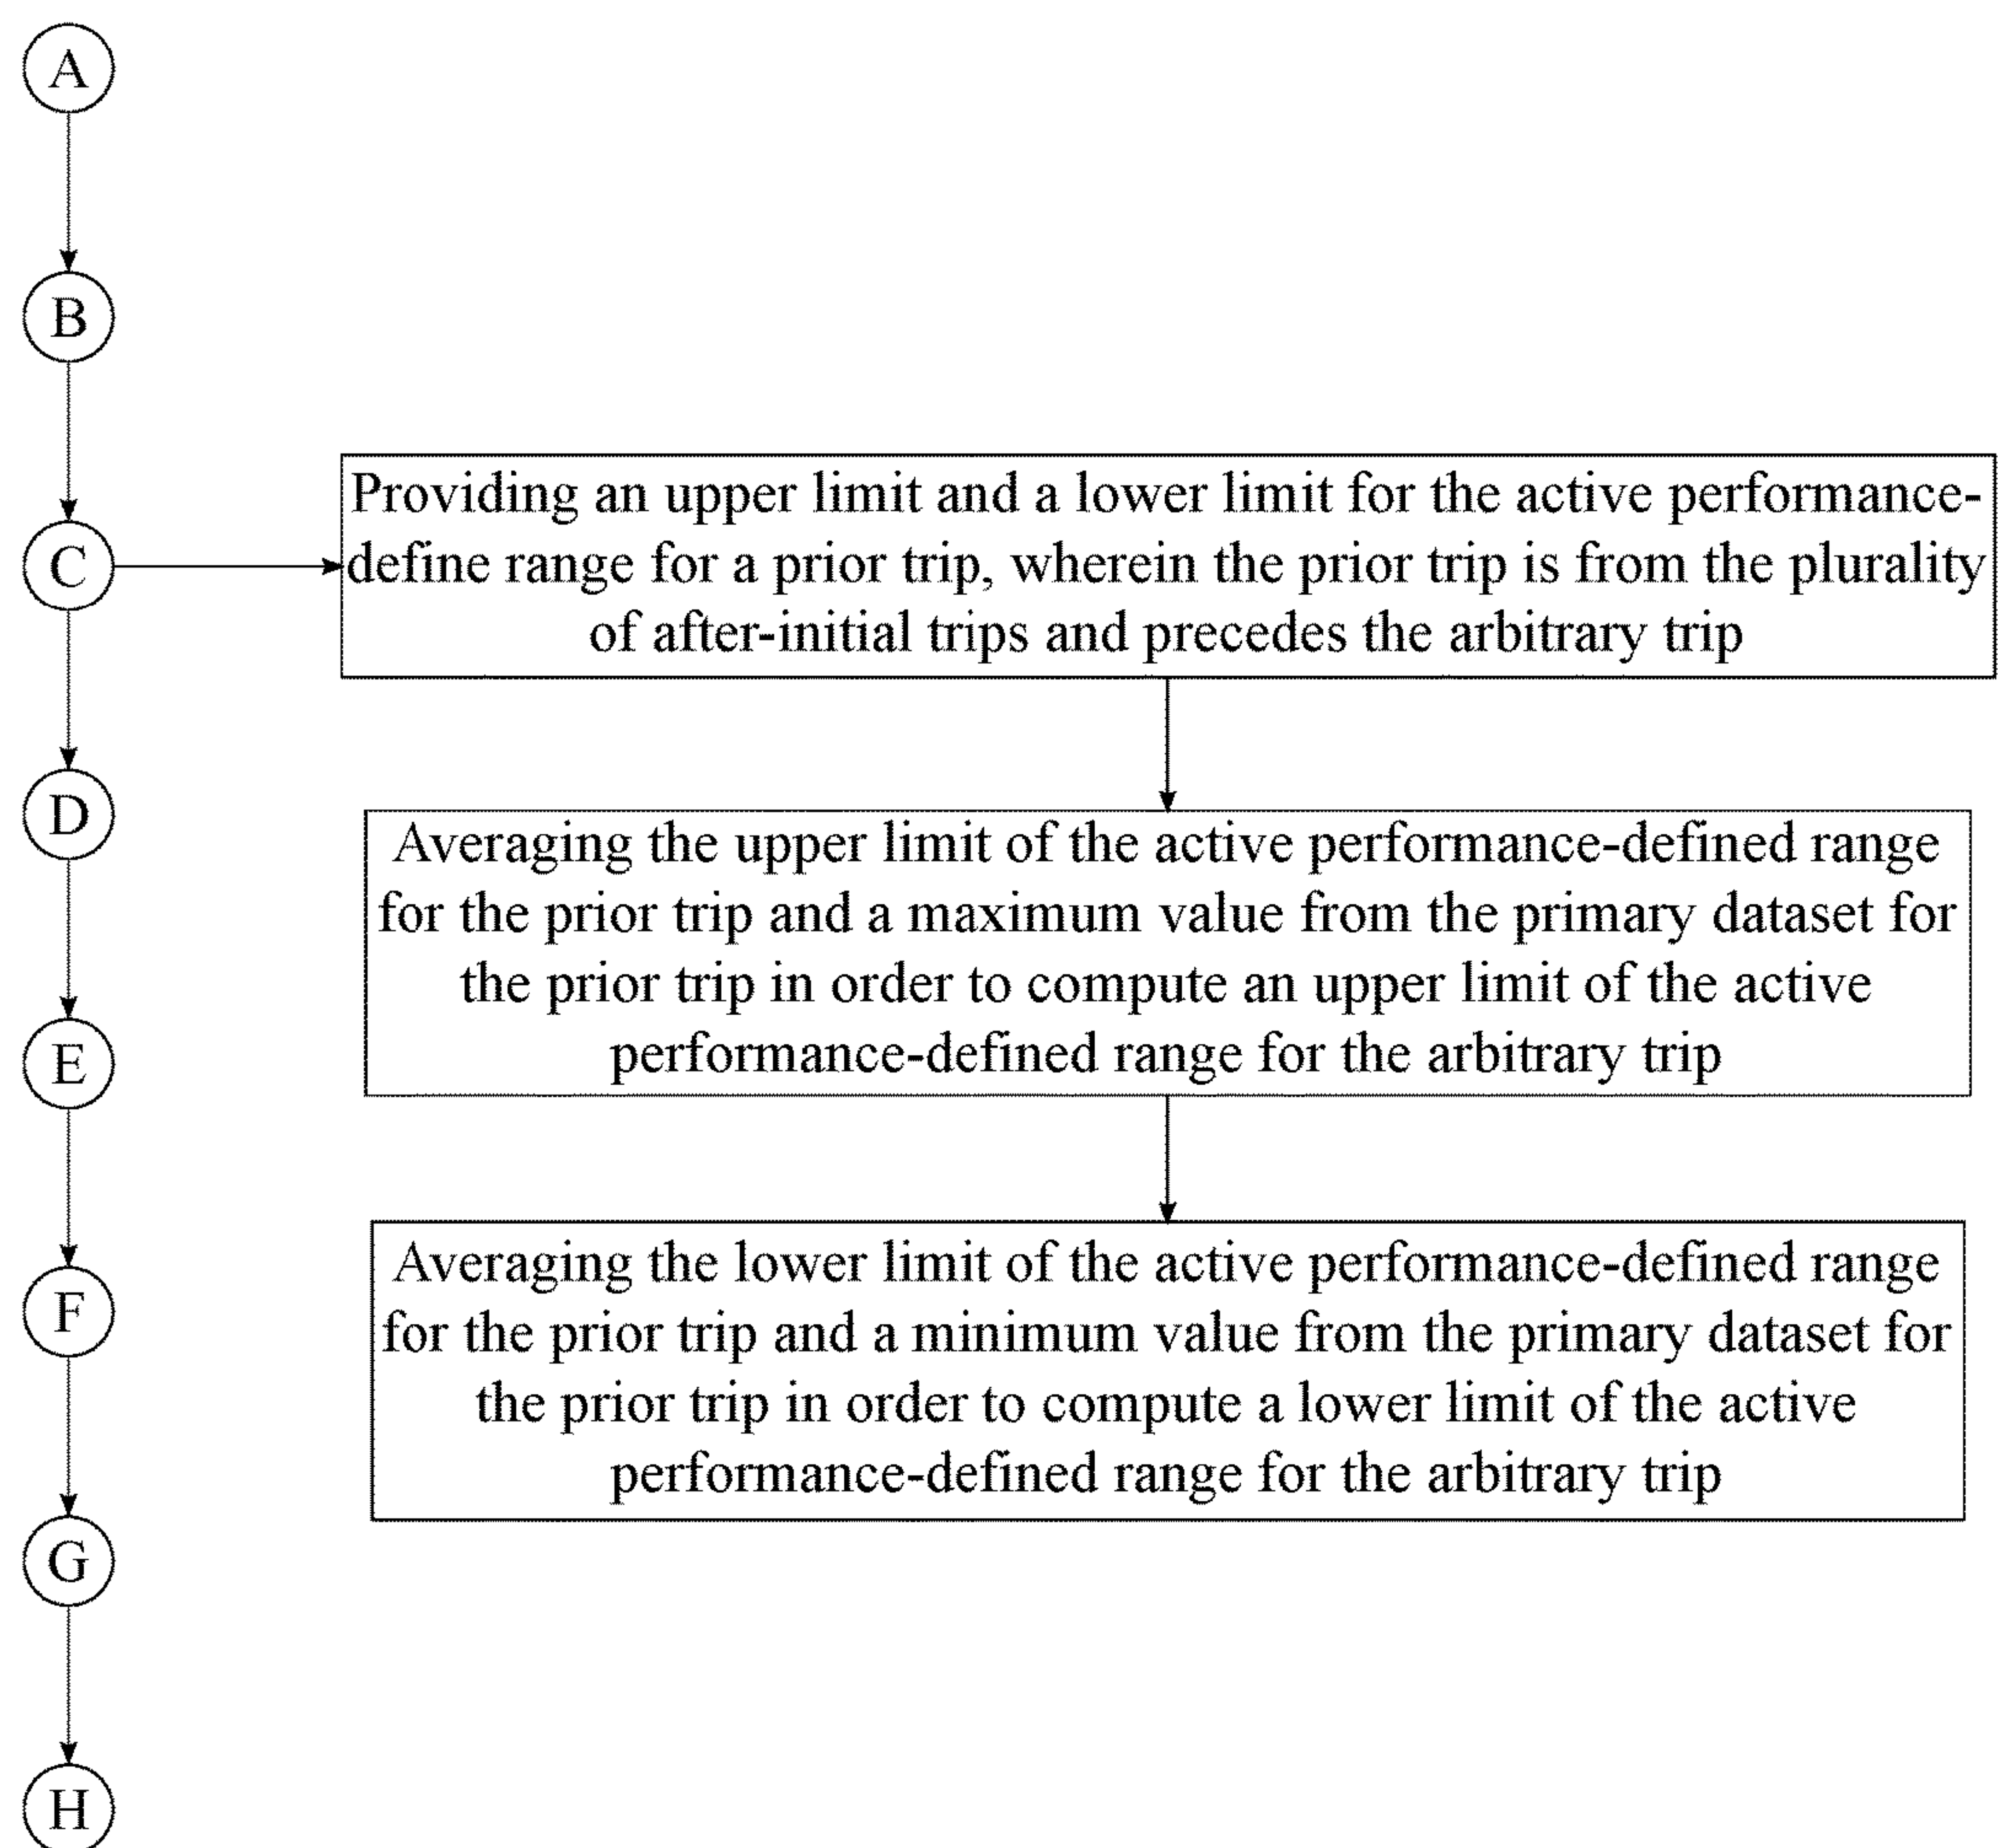 A
B
C
Providing an upper limit and a lower limit for the active performance-
define range for a prior trip, wherein the prior trip is from the plurality
of after-initial trips and precedes the arbitrary trip
D
Averaging the upper limit of the active performance-defined range
for the prior trip and a maximum value from the primary dataset for
the prior trip in order to compute an upper limit of the active
performance-defined range for the arbitrary trip
E
F
Averaging the lower limit of the active performance-defined range
for the prior trip and a minimum value from the primary dataset for
the prior trip in order to compute a lower limit of the active
performance-defined range for the arbitrary trip
G
H